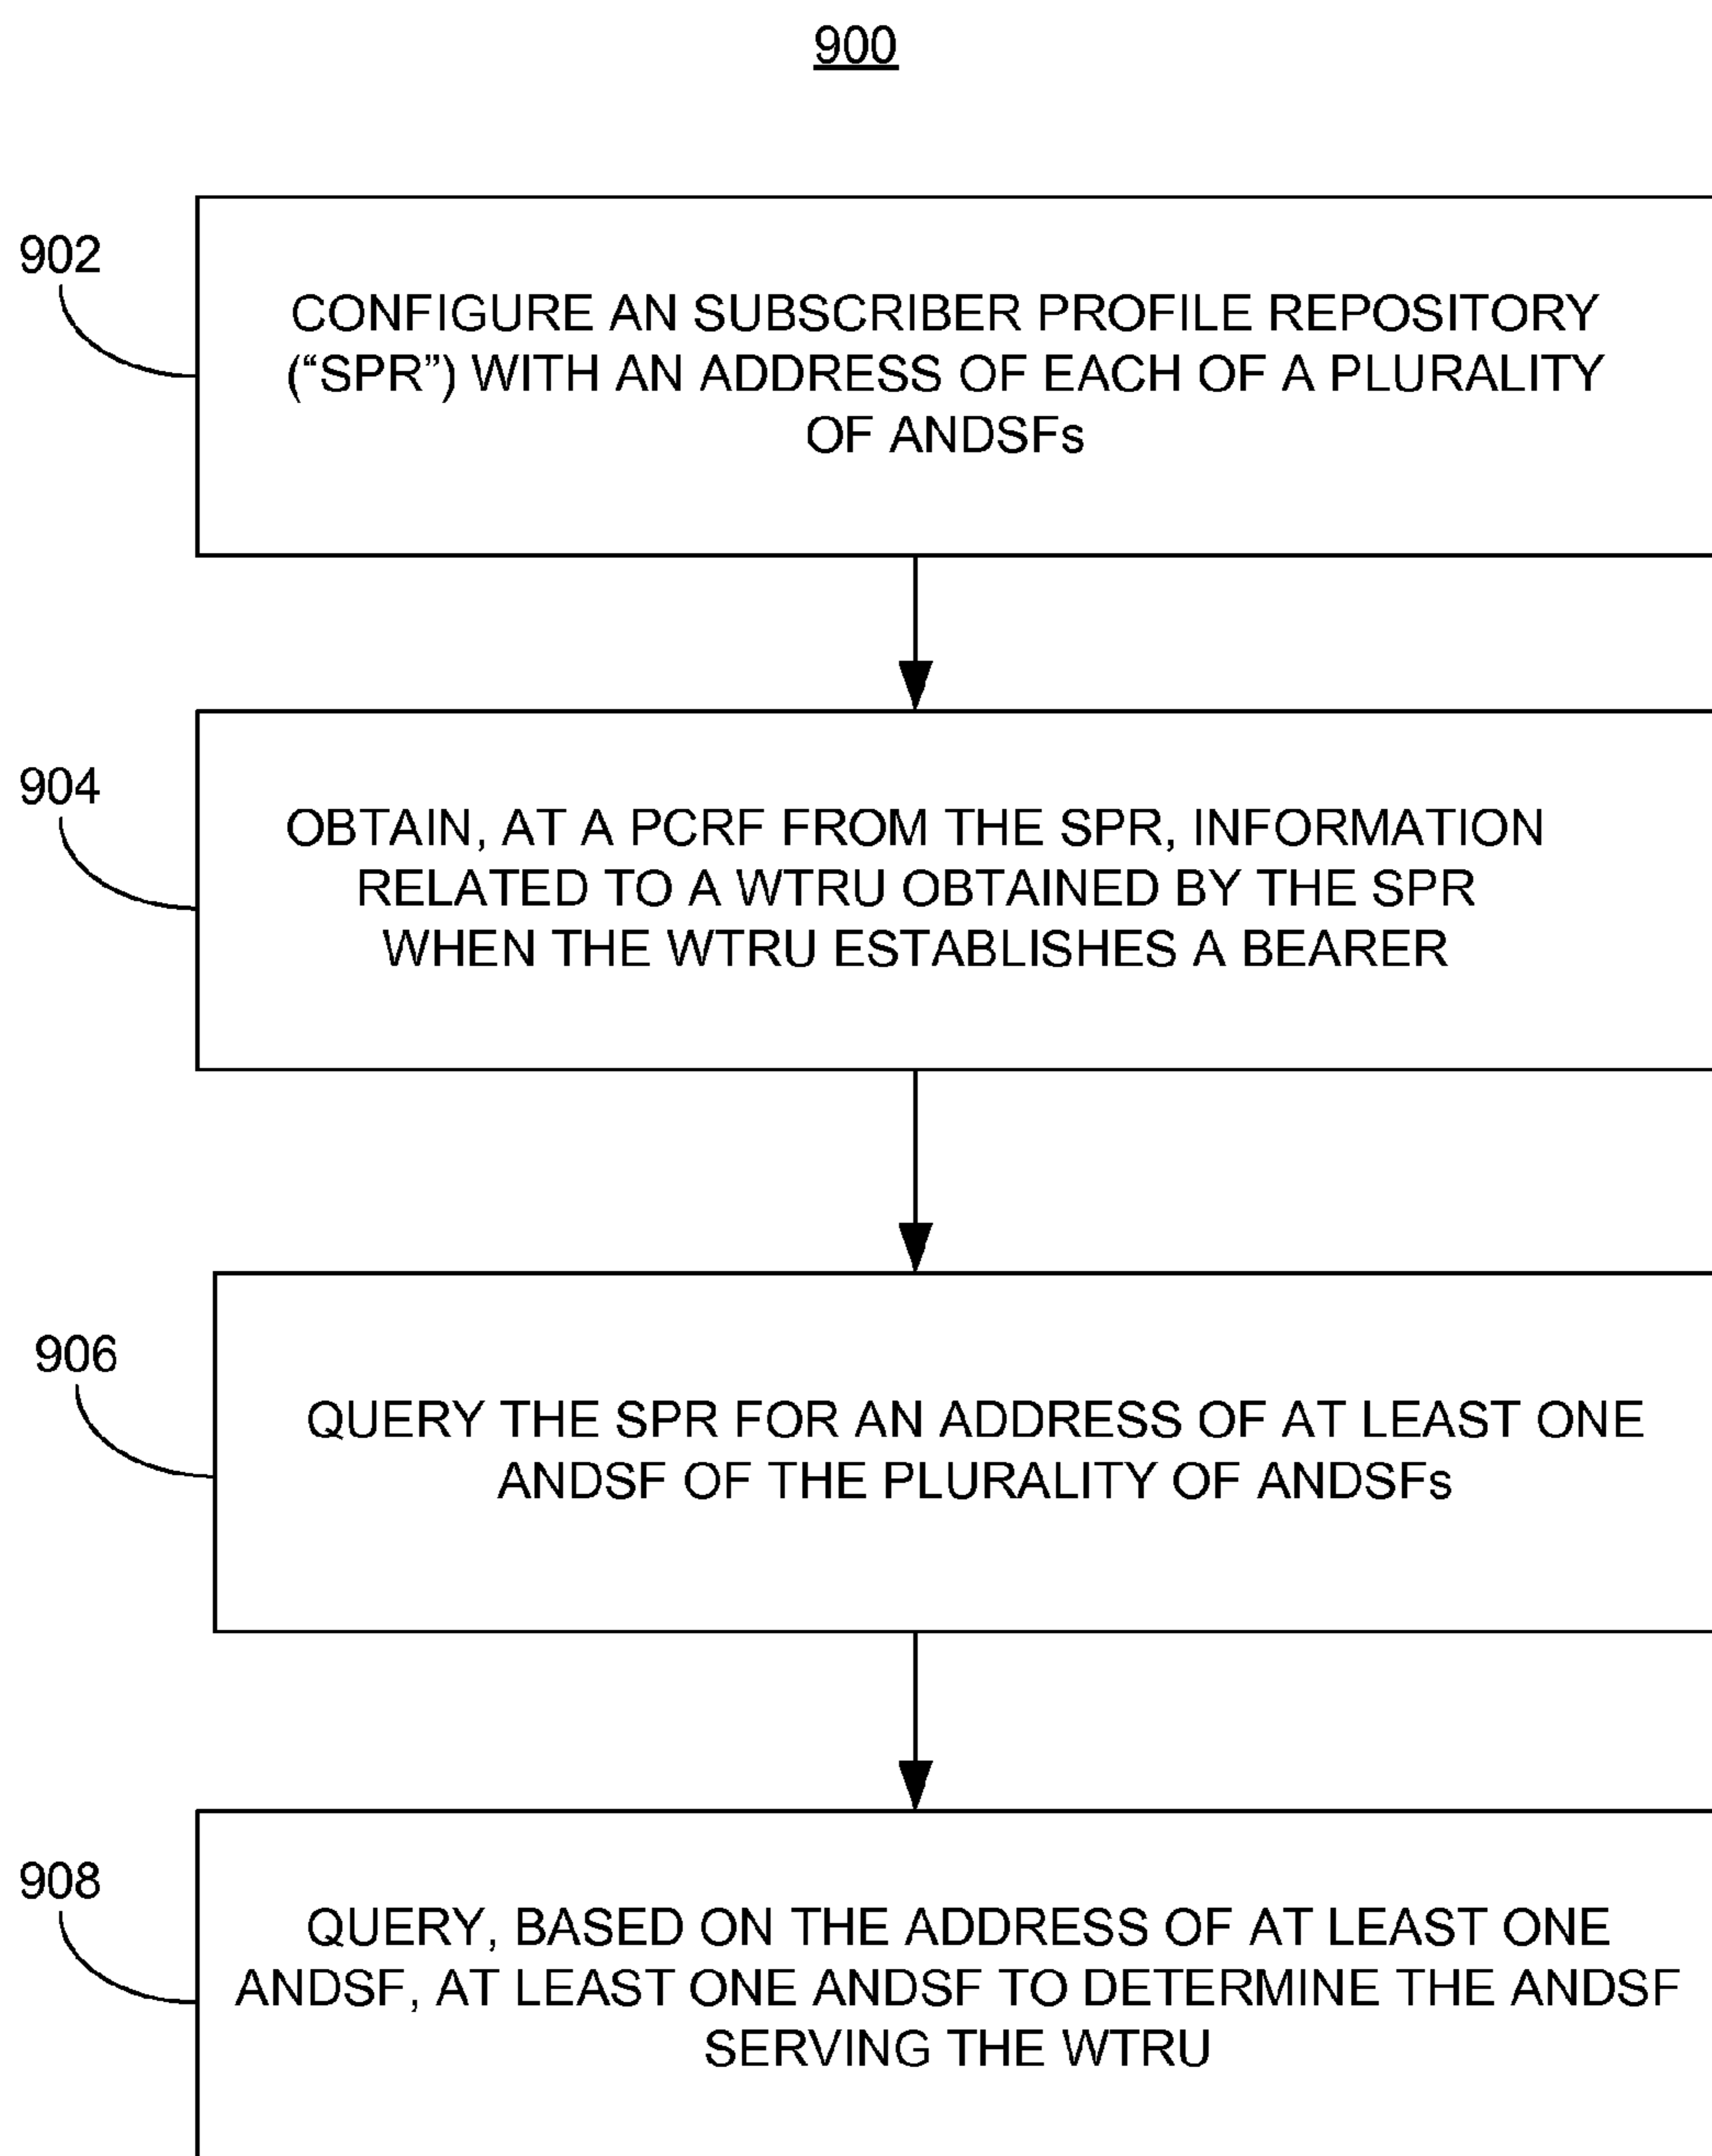 900
902
CONFIGURE AN SUBSCRIBER PROFILE REPOSITORY
(“SPR”) WITH AN ADDRESS OF EACH OF A PLURALITY
OF ANDSFs
904
OBTAIN, AT A PCRF FROM THE SPR, INFORMATION
RELATED TO A WTRU OBTAINED BY THE SPR
WHEN THE WTRU ESTABLISHES A BEARER
906
QUERY THE SPR FOR AN ADDRESS OF AT LEAST ONE
ANDSF OF THE PLURALITY OF ANDSFs
908
QUERY, BASED ON THE ADDRESS OF AT LEAST ONE
ANDSF, AT LEAST ONE ANDSF TO DETERMINE THE ANDSF
SERVING THE WTRU